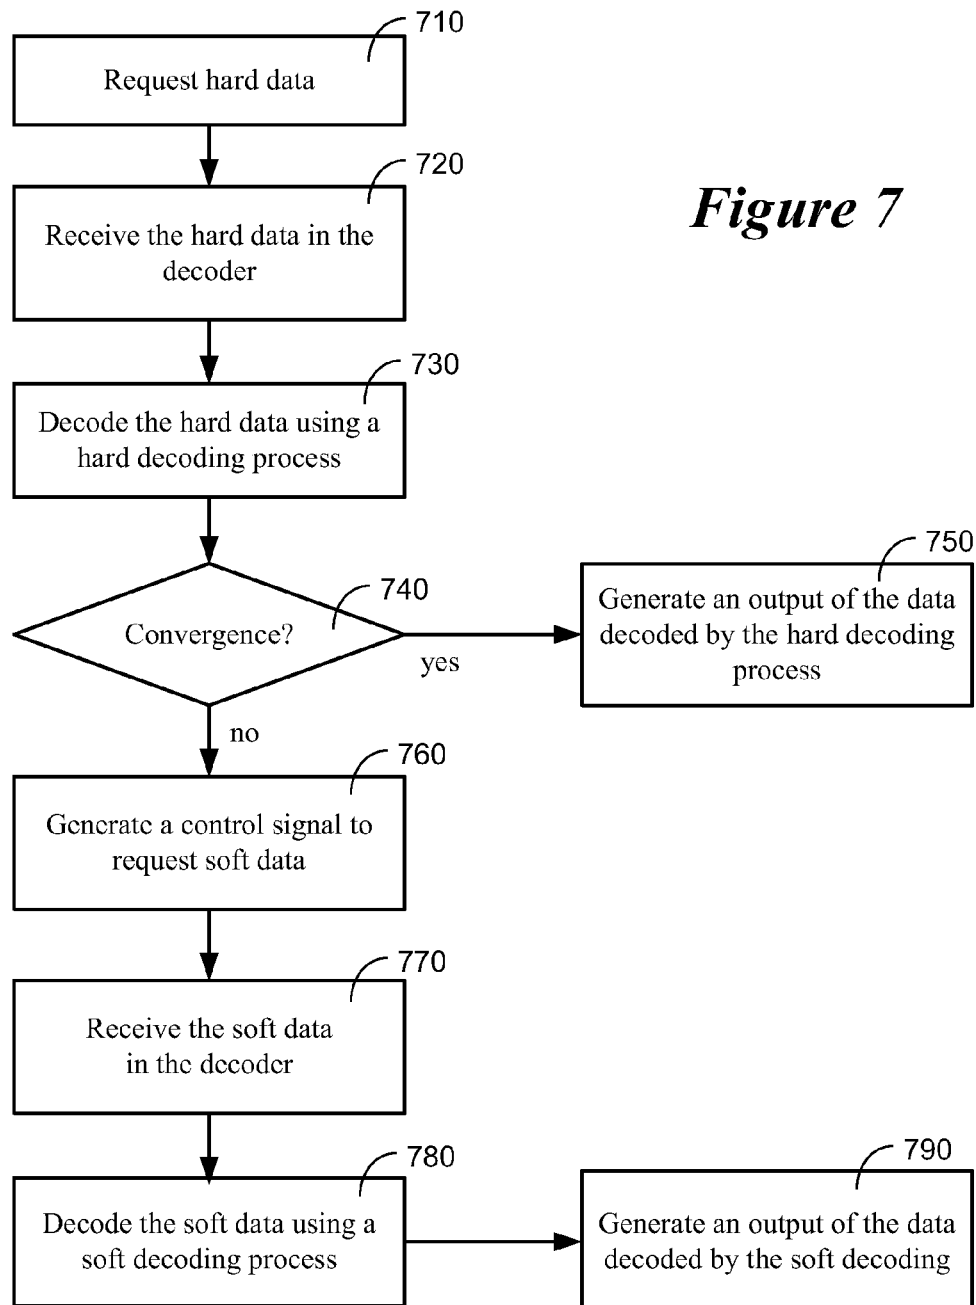 710
Request hard data
720
Receive the hard data in the
decoder
Figure 7
730
Decode the hard data using a
hard decoding process
740
Convergence?
yes
750
Generate an output of the data
decoded by the hard decoding
process
no
760
Generate a control signal to
request soft data
770
Receive the soft data
in the decoder
780
Decode the soft data using a
soft decoding process
790
Generate an output of the data
decoded by the soft decoding